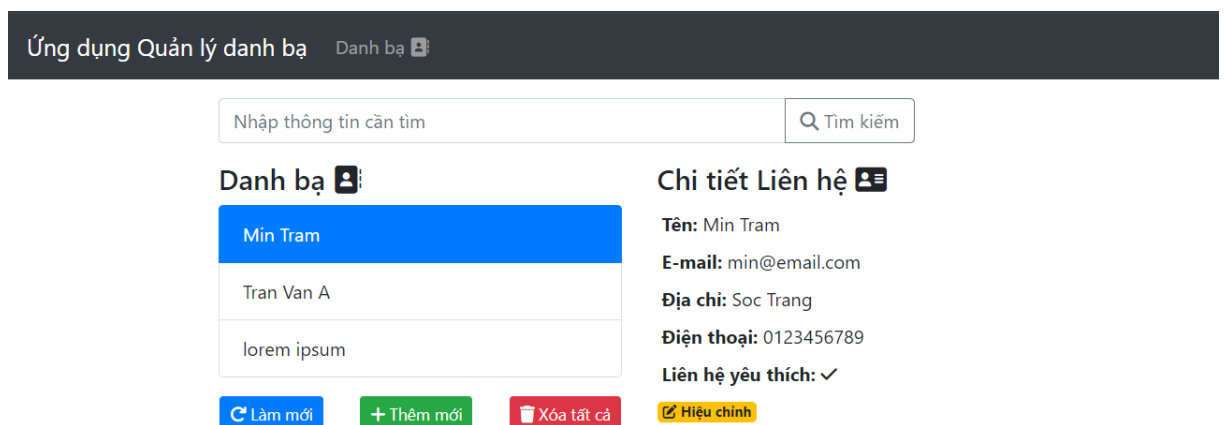 Ứng dụng Quản lý danh bạ Danh bạ
Nhập thông tin cần tìm Tìm kiếm
Danh bạ
Min Tram
Tran Van A
lorem ipsum
Làm mới Thêm mới Xóa tất cả
Chi tiết Liên hệ
Tên: Min Tram
E-mail: min@email.com
Địa chỉ: Soc Trang
Điện thoại: 0123456789
Liên hệ yêu thích:
Hiệu chỉnh